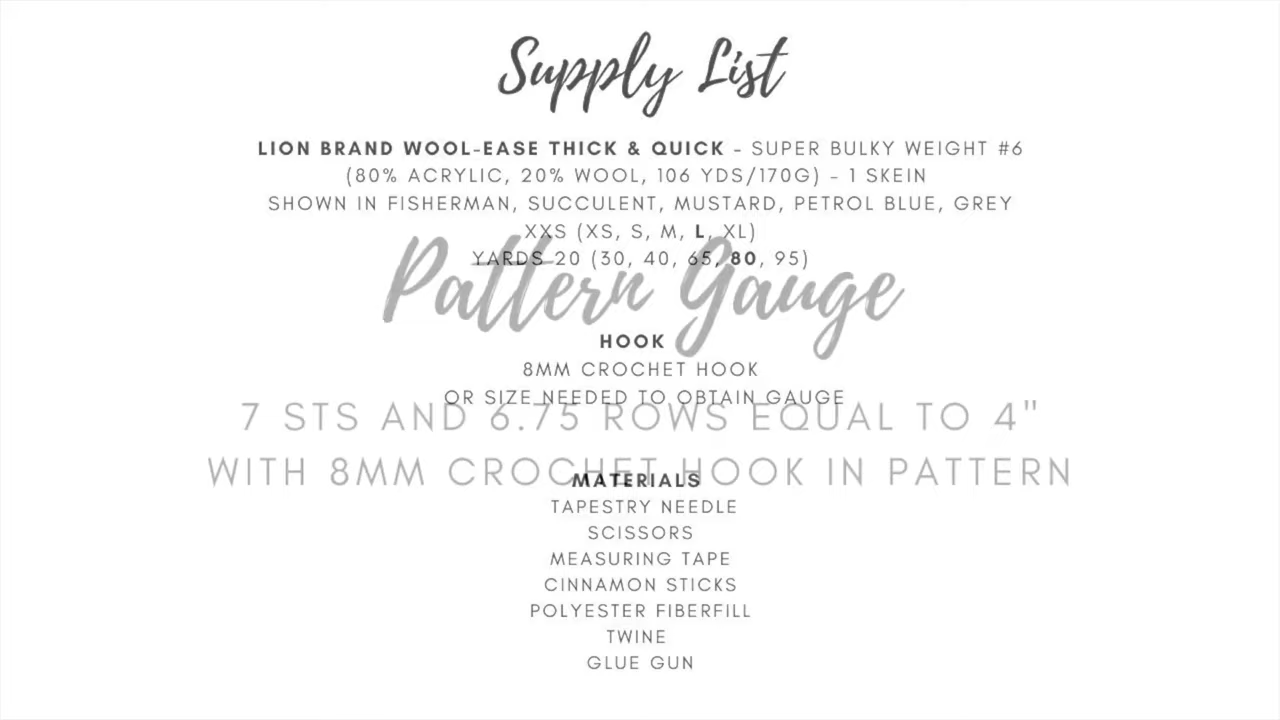 Supply List
LION BRAND WOOL-EASE THICK & QUICK - SUPER BULKY WEIGHT #6
(80% ACRYLIC, 20% WOOL, 106 YDS/170G) - 1 SKEIN
SHOWN IN FISHERMAN, SUCCULENT, MUSTARD, PETROL BLUE, GREY
XXS (XS, S, M, L, XL)
YARDS 20 (30, 40, 65, 80, 95)
Pattern Gauge
HOOK
8MM CROCHET HOOK
OR SIZE NEEDED TO OBTAIN GAUGE
7 STS AND 6.75 ROWS EQUAL TO 4"
WITH 8MM CROCHET HOOK IN PATTERN
MATERIALS
TAPESTRY NEEDLE
SCISSORS
MEASURING TAPE
CINNAMON STICKS
POLYESTER FIBERFILL
TWINE
GLUE GUN